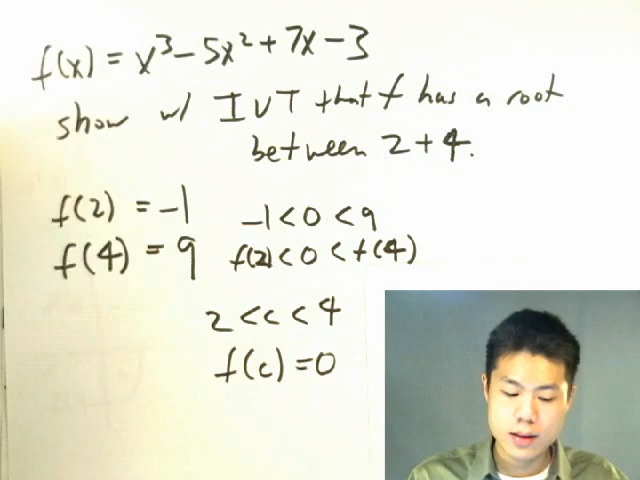 f(x) = x³ - 5x² + 7x - 3
show w/ IVT that f has a root
between 2 + 4.
f(2) = -1
-1 < 0 < 9
f(4) = 9
f(2) < 0 < f(4)
2 < c < 4
f(c) = 0